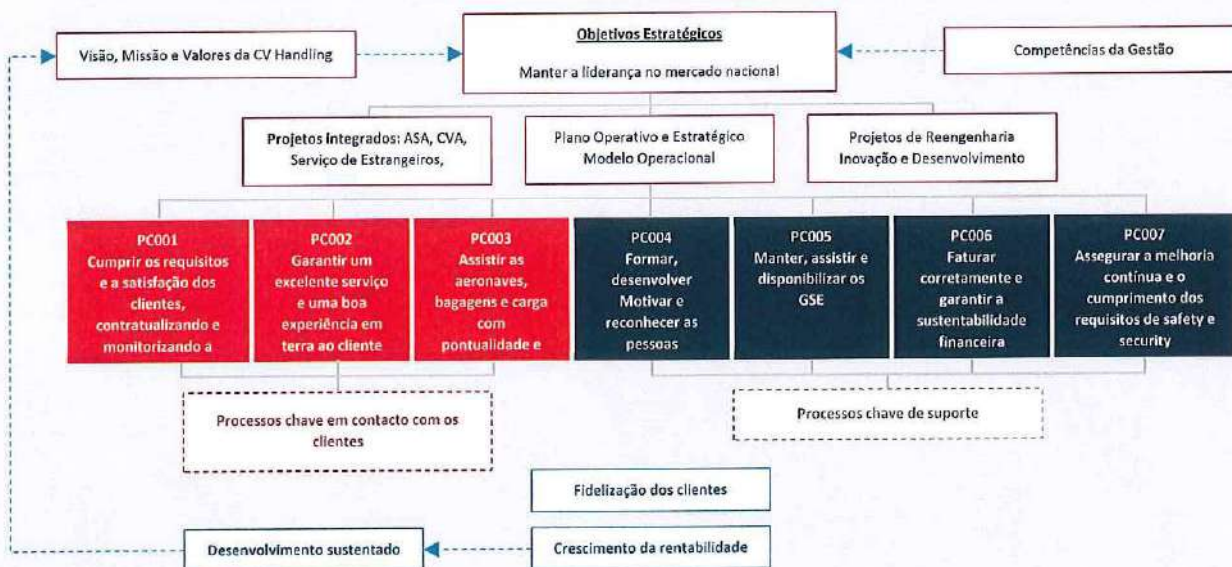 Objetivos Estratégicos
Visão, Missão e Valores da CV Handling
Manter a liderança no mercado nacional
Competências da Gestão
Projetos integrados: ASA, CVA,
Serviço de Estrangeiros,
Plano Operativo e Estratégico
Modelo Operacional
Projetos de Reengenharia
Inovação e Desenvolvimento
PC001
Cumprir os requisitos
e a satisfação dos
clientes,
contratualizando e
monitorizando a
PC002
Garantir um
excelente serviço
e uma boa
experiência em
terra ao cliente
PC003
Assistir as
aeronaves,
bagagens e carga
com
pontualidade e
PC004
Formar,
desenvolver
Motivar e
reconhecer as
pessoas
PC005
Manter, assistir e
disponibilizar os
GSE
PC006
Faturar
corretamente e
garantir a
sustentabilidade
financeira
PC007
Assegurar a melhoria
contínua e o
cumprimento dos
requisitos de safety e
security
Processos chave em contacto com os
clientes
Processos chave de suporte
Fidelização dos clientes
Desenvolvimento sustentado
Crescimento da rentabilidade